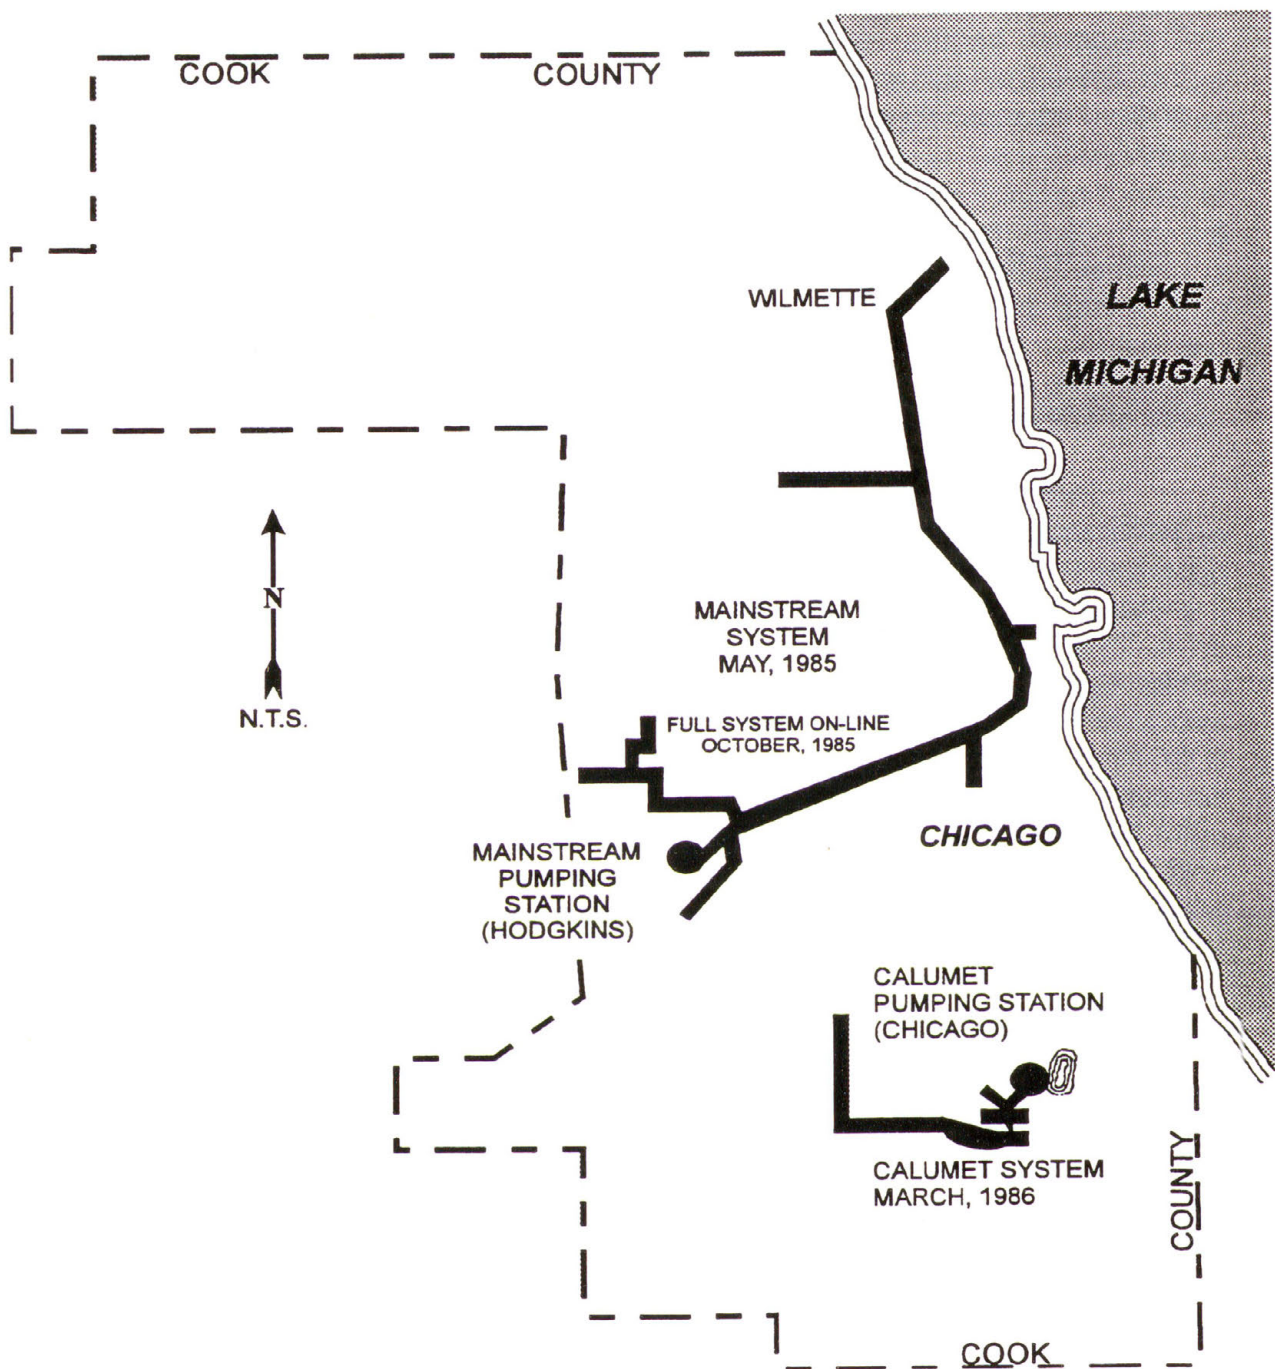 COOK COUNTY
WILMETTE
LAKE
MICHIGAN
N
N.T.S.
MAINSTREAM
SYSTEM
MAY, 1985
FULL SYSTEM ON-LINE
OCTOBER, 1985
CHICAGO
MAINSTREAM
PUMPING
STATION
(HODGKINS)
CALUMET
PUMPING STATION
(CHICAGO)
CALUMET SYSTEM
MARCH, 1986
COUNTY
COOK